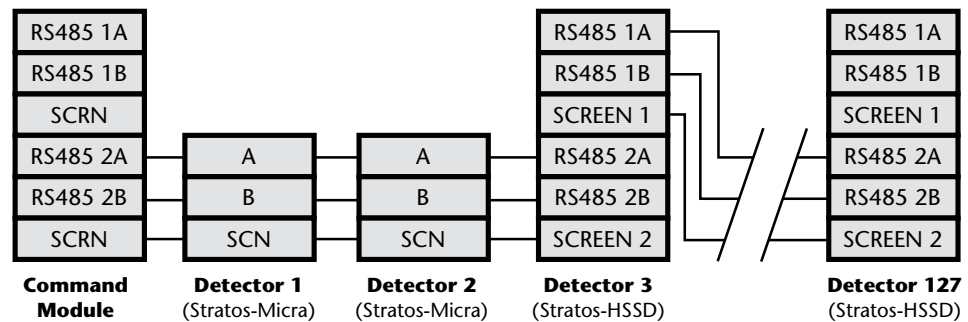 RS485 1A
RS485 1B
SCRN
RS485 2A
RS485 2B
SCRN
Command
Module
A
B
SCN
Detector 1
(Stratos-Micra)
A
B
SCN
Detector 2
(Stratos-Micra)
RS485 1A
RS485 1B
SCREEN 1
RS485 2A
RS485 2B
SCREEN 2
Detector 3
(Stratos-HSSD)
RS485 1A
RS485 1B
SCREEN 1
RS485 2A
RS485 2B
SCREEN 2
Detector 127
(Stratos-HSSD)